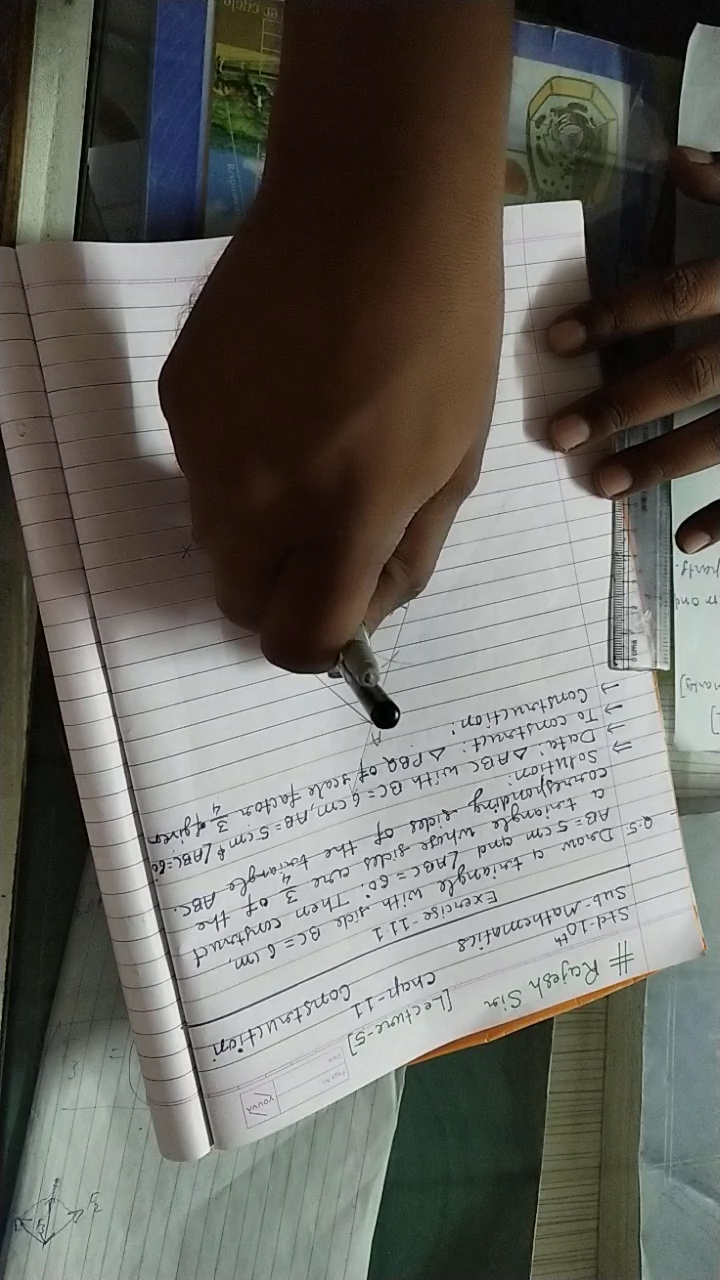 # Rajesh Sir [Lecture-5]
Std-10th Chap-11
Sub-Mathematics Construction
Exercise-11.1
Q.5. Draw a triangle with side BC = 6 cm,
AB = 5 cm and ∠ABC = 60°. Then construct
a triangle whose sides are 3/4 of the
corresponding sides of the triangle ABC.
⇒ Solution:
→ Data: △ABC with BC = 6 cm, AB = 5 cm & ∠ABC = 60
→ To construct: △PBQ of scale factor 3/4 of given
→ Construction:
A
X
YOUVA